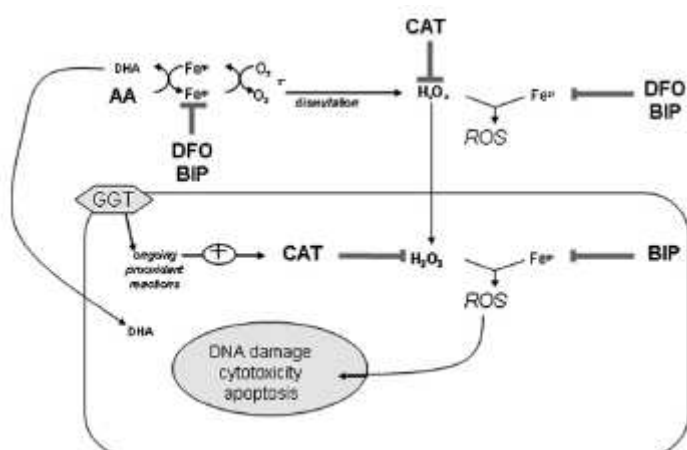 CAT
DHA
Fe
O₂
AA
Fe
O₂
dismutation
H₂O₂
Fe
ROS
DFO
BIP
DFO
BIP
GGT
ongoing
prooxidant
reactions
+
CAT
H₂O₂
Fe
BIP
ROS
DHA
DNA damage
cytotoxicity
apoptosis